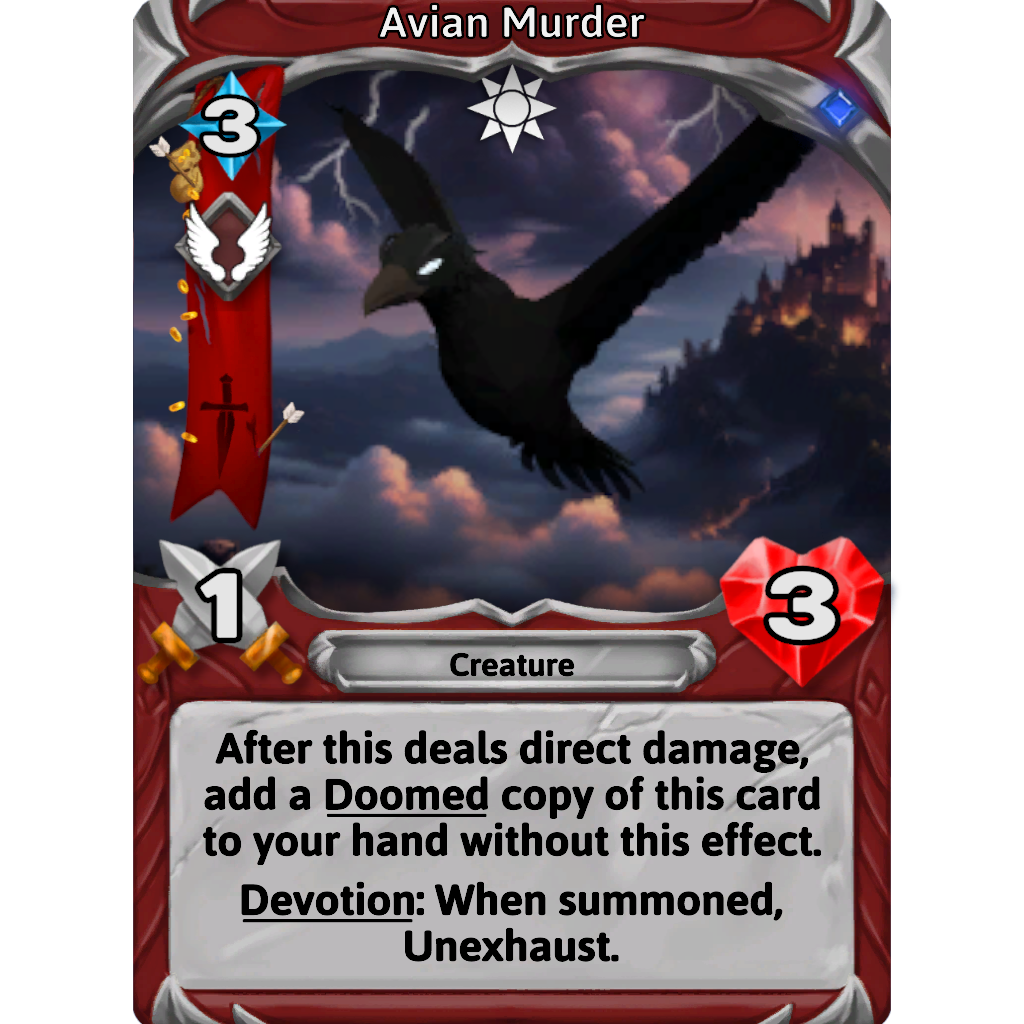 Avian Murder
3
1
3
Creature
After this deals direct damage,
add a Doomed copy of this card
to your hand without this effect.
Devotion: When summoned,
Unexhaust.